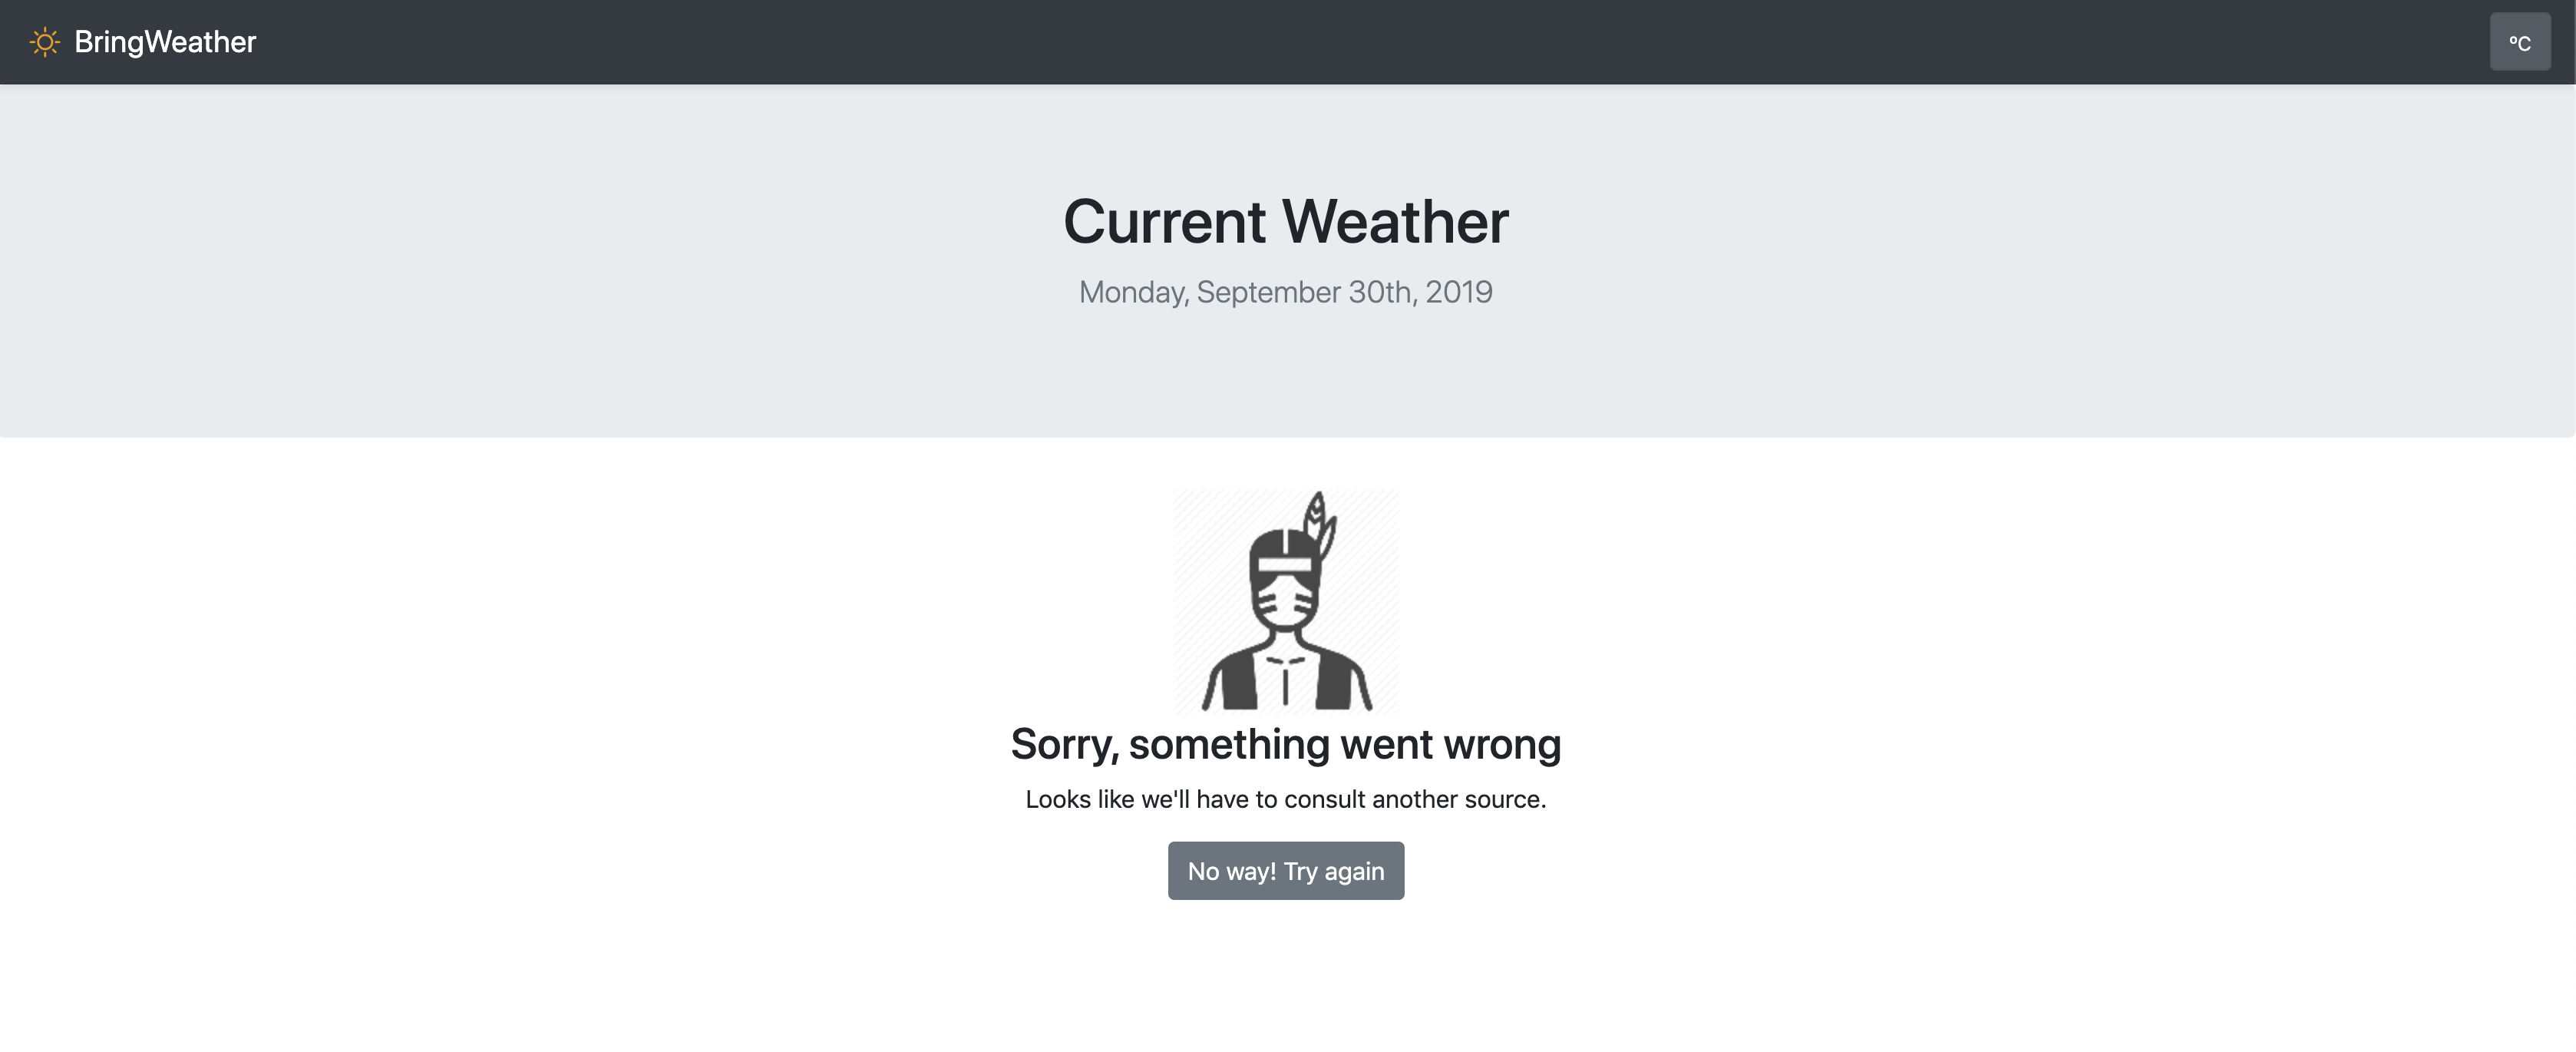 BringWeather
ºC
Current Weather
Monday, September 30th, 2019
Sorry, something went wrong
Looks like we'll have to consult another source.
No way! Try again